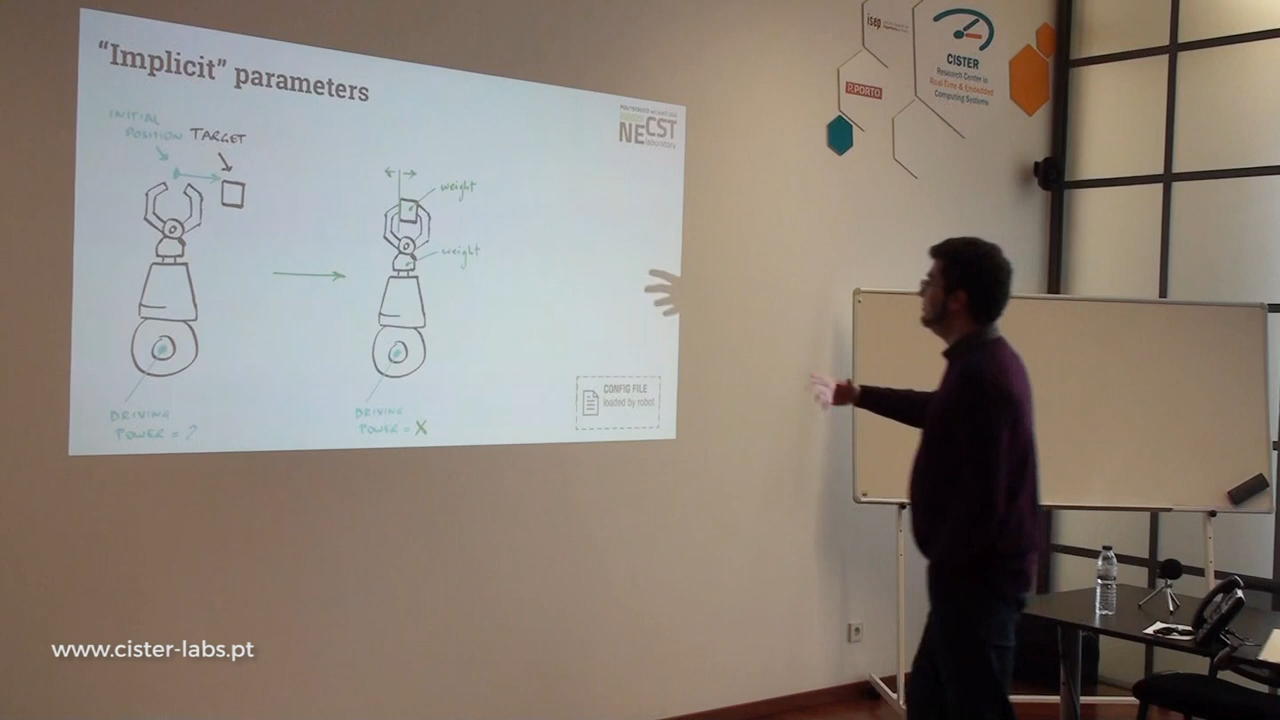 “Implicit” parameters
INITIAL
POSITION
TARGET
weight
weight
DRIVING
POWER = ?
DRIVING
POWER = X
NECST
laboratory
CONFIG FILE
loaded by robot
isep
P.PORTO
CISTER
Research Center in
Real-Time & Embedded
Computing Systems
www.cister-labs.pt